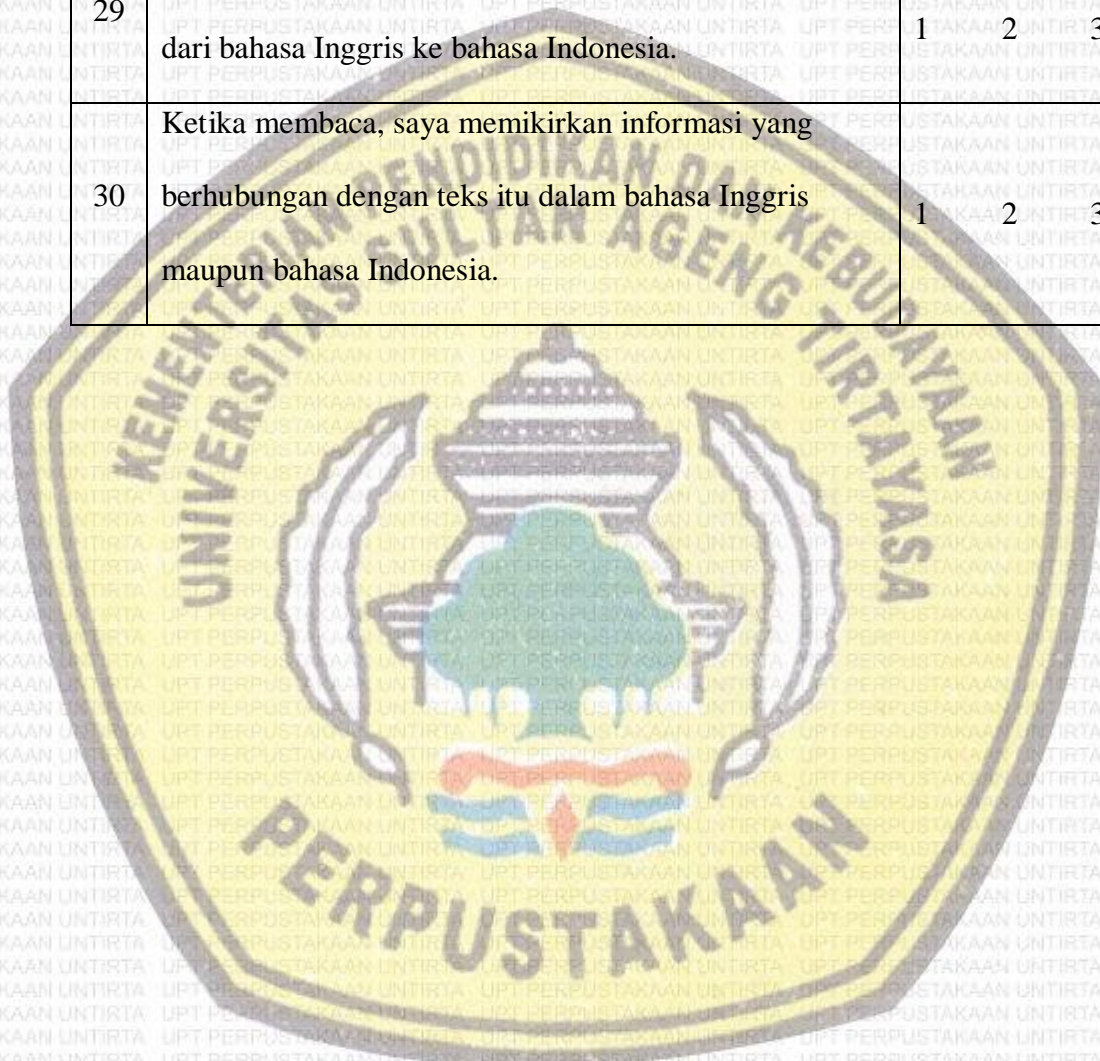 29
dari bahasa Inggris ke bahasa Indonesia.
1 2 3
Ketika membaca, saya memikirkan informasi yang
30 berhubungan dengan teks itu dalam bahasa Inggris 1 2 3
maupun bahasa Indonesia.
KEMENTERIAN PENDIDIKAN DAN KEBUDAYAAN
UNIVERSITAS SULTAN AGENG TIRTAYASA
PERPUSTAKAAN
UPT PERPUSTAKAAN UNTIRTA